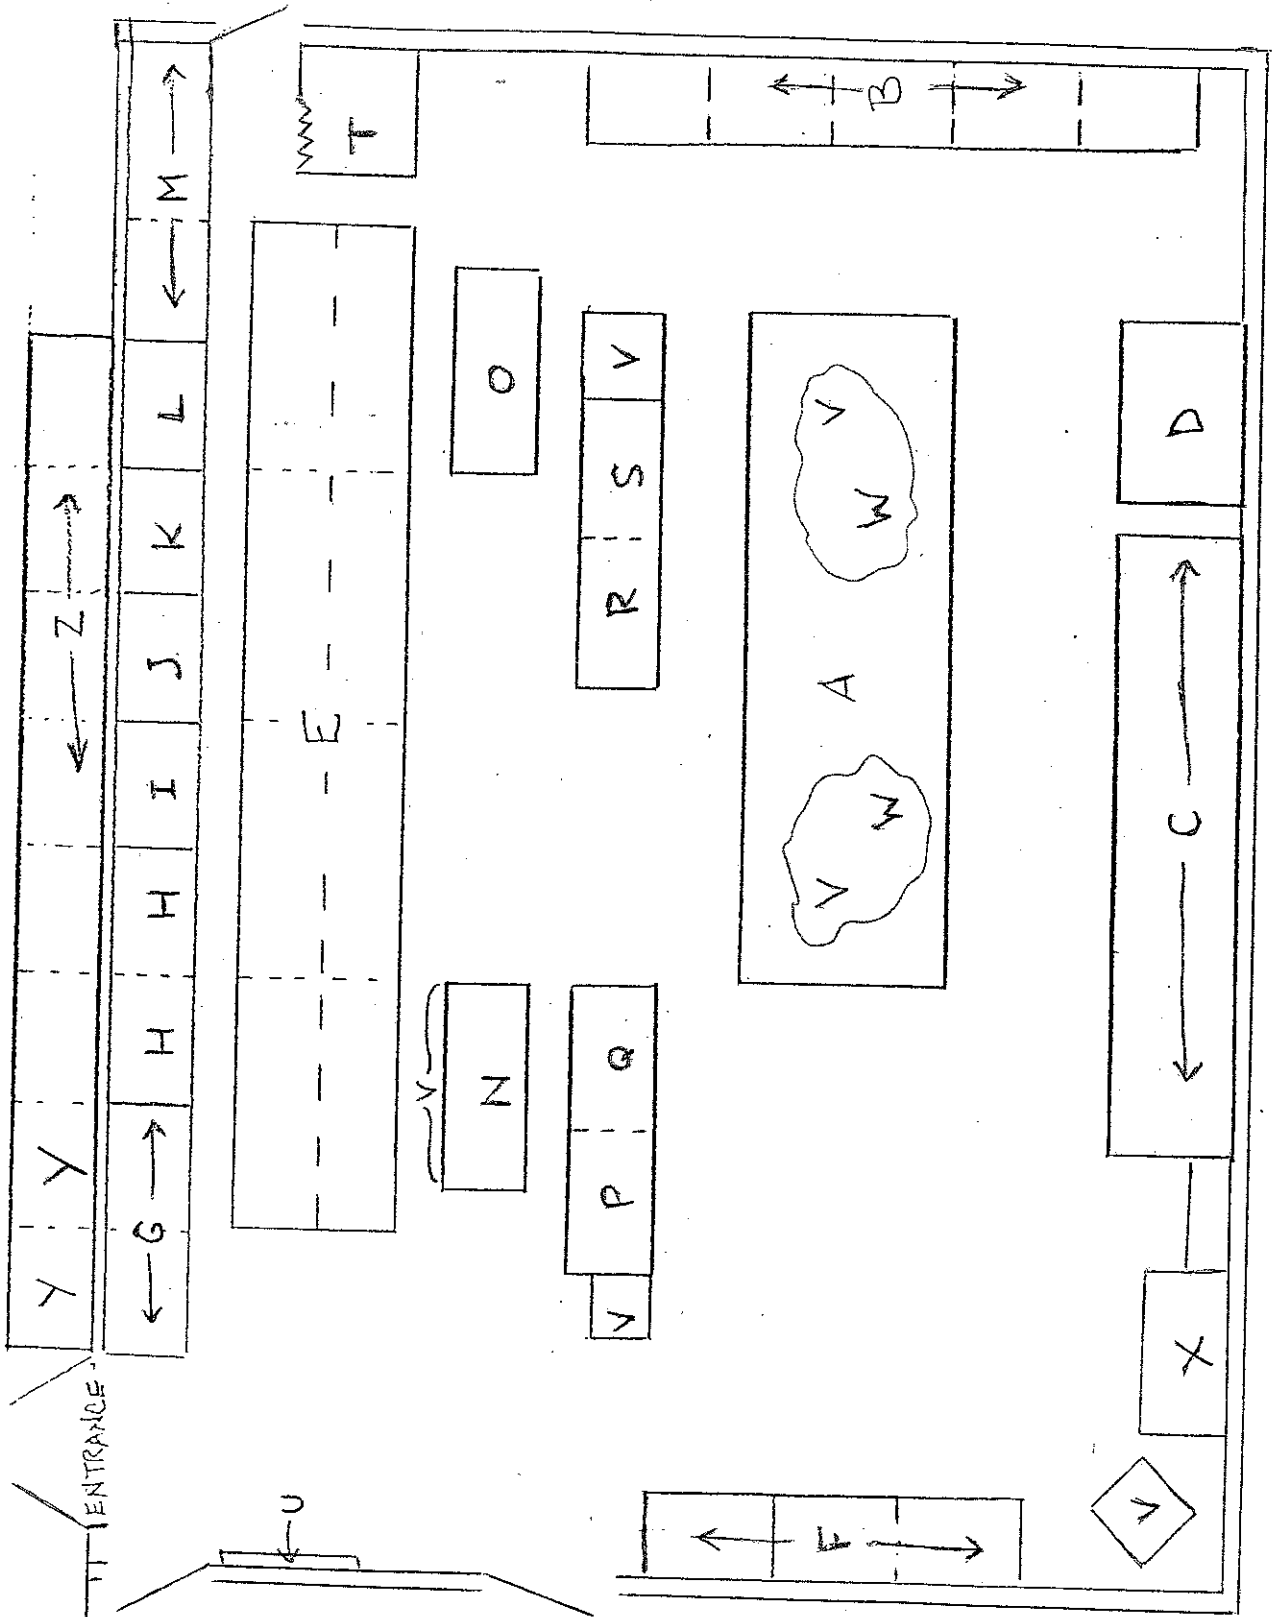 Y Y Z
ENTRANCE
G H H I J K L M
U E T
V
N O
V P Q R S V
F V A V B
W W
V X C D